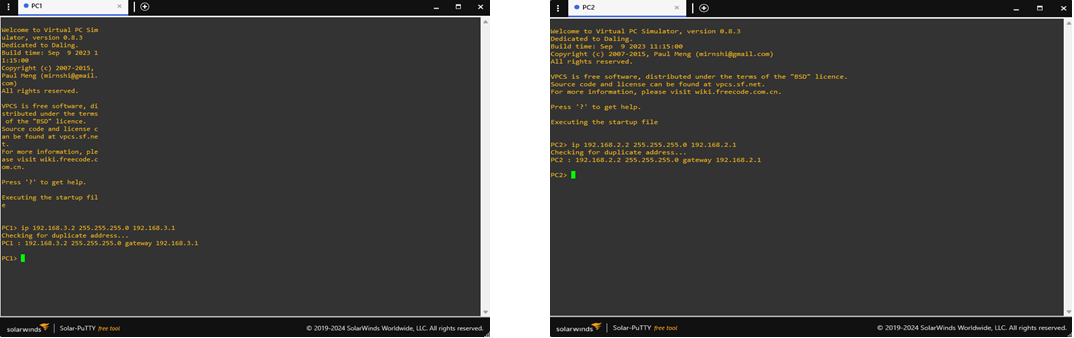 PC1
Welcome to Virtual PC Sim
ulator, version 0.8.3
Dedicated to Daling.
Build time: Sep  9 2023 1
1:15:00
Copyright (c) 2007-2015,
Paul Meng (mirnshi@gmail.
com)
All rights reserved.
VPCS is free software, di
stributed under the terms
 of the "BSD" licence.
Source code and license c
an be found at vpcs.sf.ne
t.
For more information, ple
ase visit wiki.freecode.c
om.cn.
Press '?' to get help.
Executing the startup fil
e
PC1> ip 192.168.3.2 255.255.255.0 192.168.3.1
Checking for duplicate address...
PC1 : 192.168.3.2 255.255.255.0 gateway 192.168.3.1
PC1>
solarwinds | Solar-PuTTY free tool
© 2019-2024 SolarWinds Worldwide, LLC. All rights reserved.
PC2
Welcome to Virtual PC Simulator, version 0.8.3
Dedicated to Daling.
Build time: Sep  9 2023 11:15:00
Copyright (c) 2007-2015, Paul Meng (mirnshi@gmail.com)
All rights reserved.
VPCS is free software, distributed under the terms of the "BSD" licence.
Source code and license can be found at vpcs.sf.net.
For more information, please visit wiki.freecode.com.cn.
Press '?' to get help.
Executing the startup file
PC2> ip 192.168.2.2 255.255.255.0 192.168.2.1
Checking for duplicate address...
PC2 : 192.168.2.2 255.255.255.0 gateway 192.168.2.1
PC2>
solarwinds | Solar-PuTTY free tool
© 2019-2024 SolarWinds Worldwide, LLC. All rights reserved.